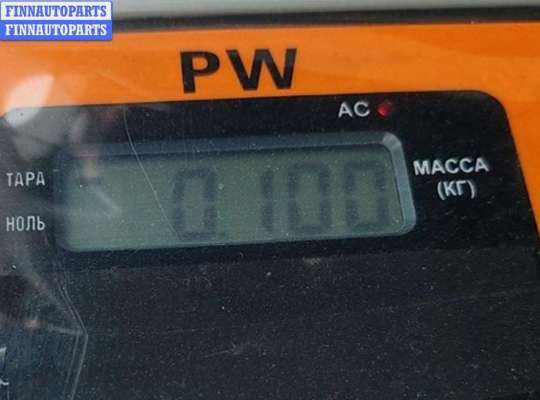 FINNAUTOPARTS
FINNAUTOPARTS
PW
AC
ТАРА
0.100
МАССА
(КГ)
НОЛЬ